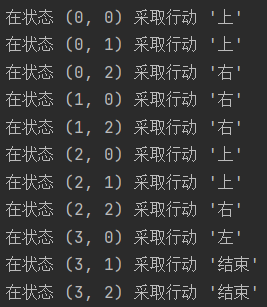 在状态 (0, 0) 采取行动 '上'
在状态 (0, 1) 采取行动 '上'
在状态 (0, 2) 采取行动 '右'
在状态 (1, 0) 采取行动 '右'
在状态 (1, 2) 采取行动 '右'
在状态 (2, 0) 采取行动 '上'
在状态 (2, 1) 采取行动 '上'
在状态 (2, 2) 采取行动 '右'
在状态 (3, 0) 采取行动 '左'
在状态 (3, 1) 采取行动 '结束'
在状态 (3, 2) 采取行动 '结束'